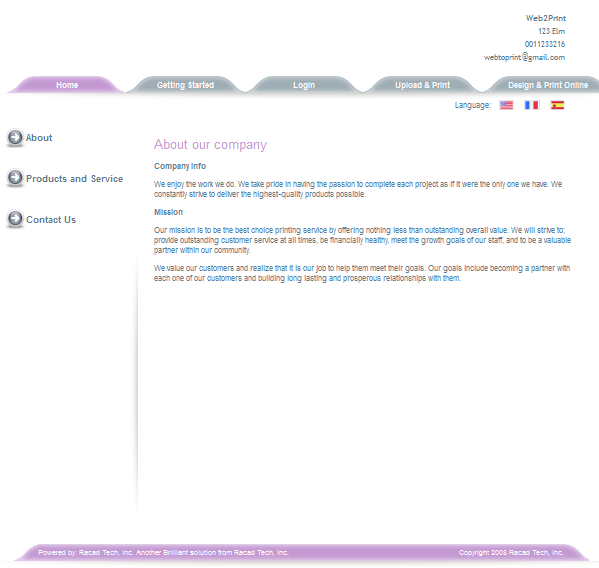 Web2Print
123 Elm
0011233216
webtoprint@gmail.com
Home Getting Started Login Upload & Print Design & Print Online
Language:
About
Products and Service
Contact Us
About our company
Company Info
We enjoy the work we do. We take pride in having the passion to complete each project as if it were the only one we have. We
constantly strive to deliver the highest-quality products possible.
Mission
Our mission is to be the best choice printing service by offering nothing less than outstanding overall value. We will strive to;
provide outstanding customer service at all times, be financially healthy, meet the growth goals of our staff, and to be a valuable
partner within our community.
We value our customers and realize that it is our job to help them meet their goals. Our goals include becoming a partner with
each one of our customers and building long lasting and prosperous relationships with them.
Powered by: Racad Tech, Inc. Another Brilliant solution from Racad Tech, Inc. Copyright 2008 Racad Tech, Inc.